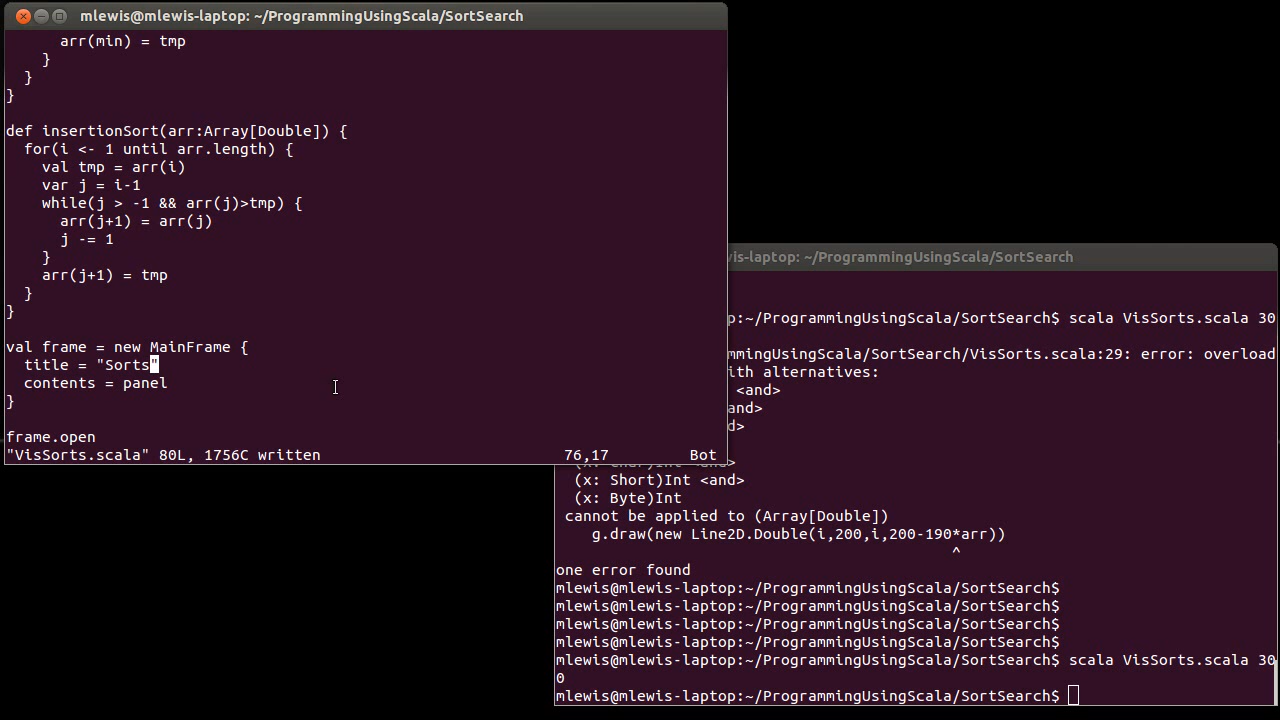 mlewis@mlewis-laptop: ~/ProgrammingUsingScala/SortSearch
arr(min) = tmp
}
}
}
def insertionSort(arr:Array[Double]) {
for(i <- 1 until arr.length) {
val tmp = arr(i)
var j = i-1
while(j > -1 && arr(j)>tmp) {
arr(j+1) = arr(j)
j -= 1
}
arr(j+1) = tmp
}
}
val frame = new MainFrame {
title = "Sorts"
contents = panel
}
frame.open
"VisSorts.scala" 80L, 1756C written 76,17 Bot
is-laptop: ~/ProgrammingUsingScala/SortSearch
p:~/ProgrammingUsingScala/SortSearch$ scala VisSorts.scala 30
mmingUsingScala/SortSearch/VisSorts.scala:29: error: overload
ith alternatives:
<and>
and>
d>
(x: Short)Int <and>
(x: Byte)Int
cannot be applied to (Array[Double])
g.draw(new Line2D.Double(i,200,i,200-190*arr))
^
one error found
mlewis@mlewis-laptop:~/ProgrammingUsingScala/SortSearch$
mlewis@mlewis-laptop:~/ProgrammingUsingScala/SortSearch$
mlewis@mlewis-laptop:~/ProgrammingUsingScala/SortSearch$
mlewis@mlewis-laptop:~/ProgrammingUsingScala/SortSearch$
mlewis@mlewis-laptop:~/ProgrammingUsingScala/SortSearch$ scala VisSorts.scala 30
0
mlewis@mlewis-laptop:~/ProgrammingUsingScala/SortSearch$